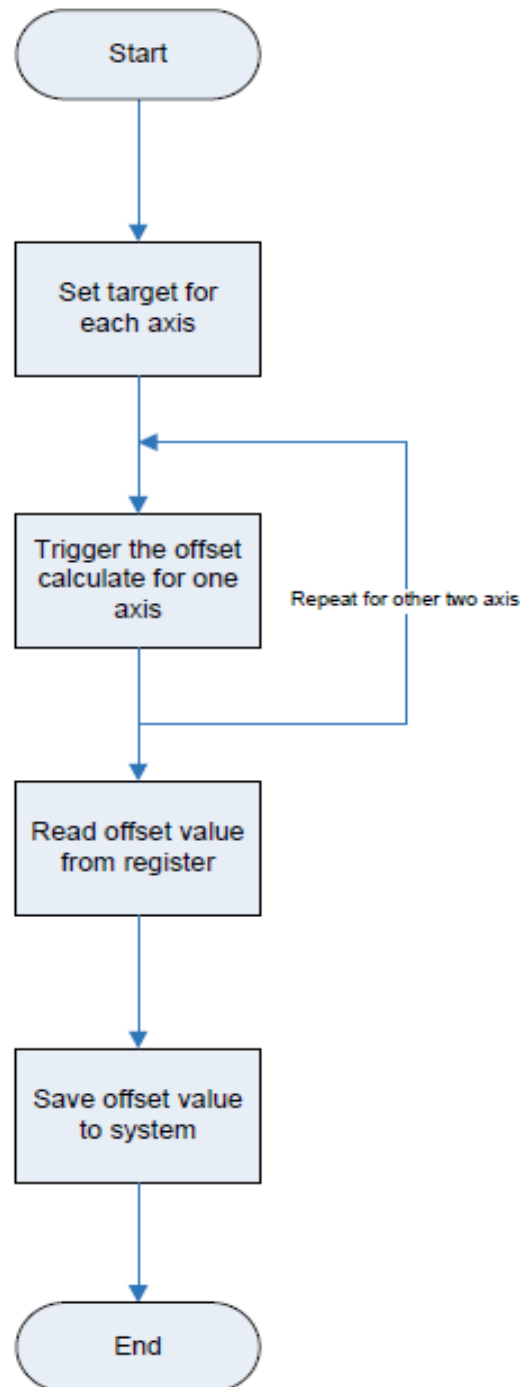 Start
Set target for
each axis
Trigger the offset
calculate for one
axis
Repeat for other two axis
Read offset value
from register
Save offset value
to system
End